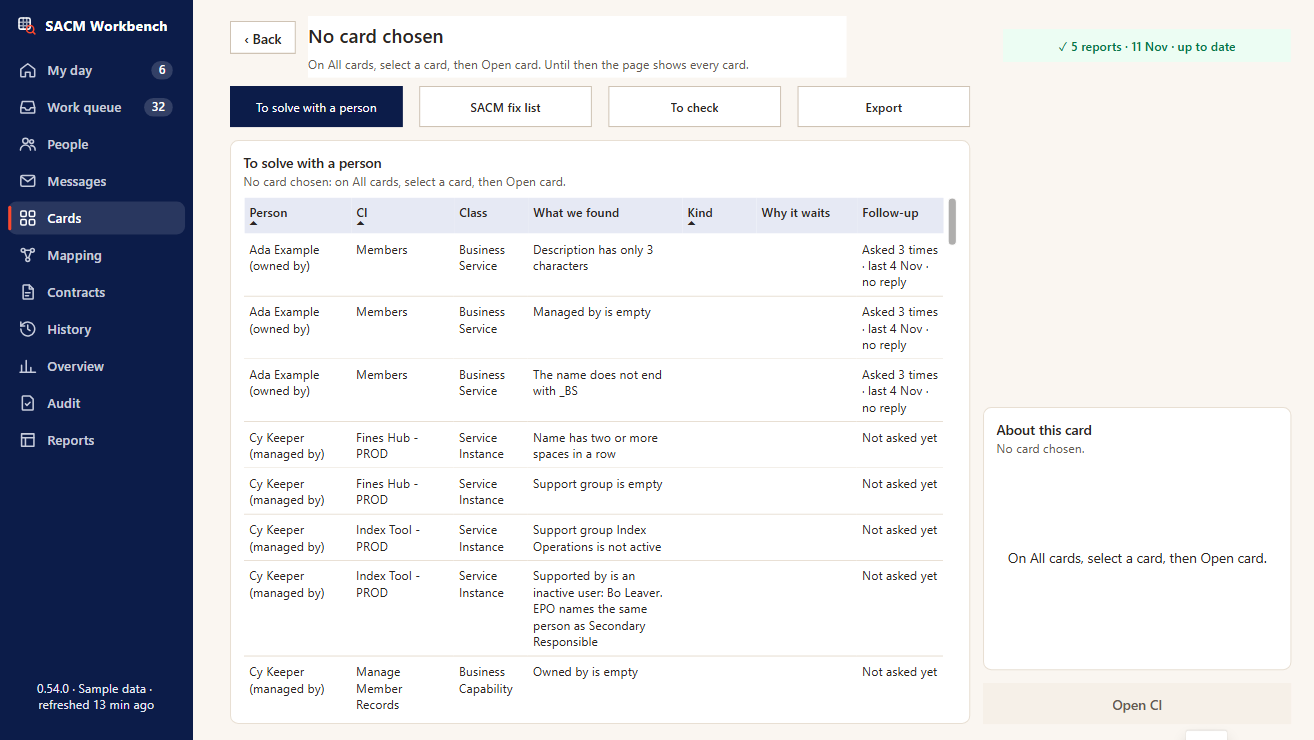 SACM Workbench
My day
6
Work queue
32
People
Messages
Cards
Mapping
Contracts
History
Overview
Audit
Reports
0.54.0 · Sample data ·
refreshed 13 min ago
‹ Back
No card chosen
On All cards, select a card, then Open card. Until then the page shows every card.
✓ 5 reports · 11 Nov · up to date
To solve with a person
SACM fix list
To check
Export
To solve with a person
No card chosen: on All cards, select a card, then Open card.
Person CI Class What we found Kind Why it waits Follow-up
Ada Example Members Business Description has only 3 Asked 3 times
(owned by) Service characters · last 4 Nov ·
no reply
Ada Example Members Business Managed by is empty Asked 3 times
(owned by) Service · last 4 Nov ·
no reply
Ada Example Members Business The name does not end Asked 3 times
(owned by) Service with _BS · last 4 Nov ·
no reply
Cy Keeper Fines Hub - Service Name has two or more Not asked yet
(managed by) PROD Instance spaces in a row
Cy Keeper Fines Hub - Service Support group is empty Not asked yet
(managed by) PROD Instance
Cy Keeper Index Tool - Service Support group Index Not asked yet
(managed by) PROD Instance Operations is not active
Cy Keeper Index Tool - Service Supported by is an Not asked yet
(managed by) PROD Instance inactive user: Bo Leaver.
EPO names the same
person as Secondary
Responsible
Cy Keeper Manage Business Owned by is empty Not asked yet
(managed by) Member Capability
Records
About this card
No card chosen.
On All cards, select a card, then Open card.
Open CI